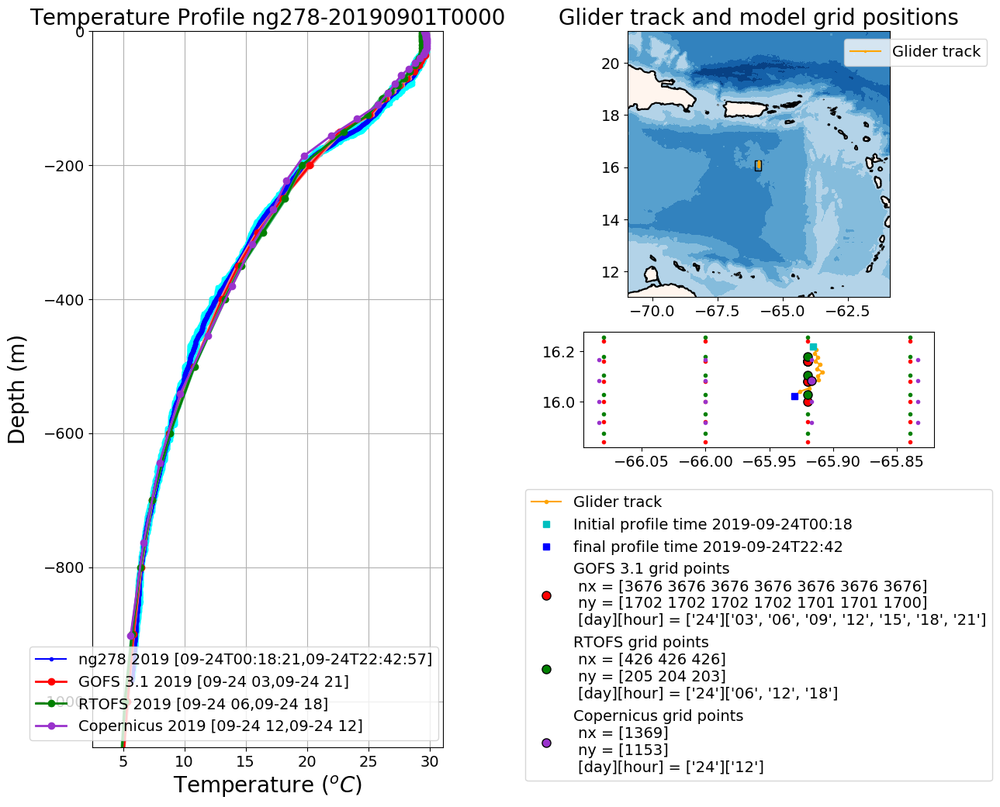 Temperature Profile ng278-20190901T0000
0
−200
−400
−600
−800
−1000
Depth (m)
5
10
15
20
25
30
Temperature (°C)
ng278 2019 [09-24T00:18:21,09-24T22:42:57]
GOFS 3.1 2019 [09-24 03,09-24 21]
RTOFS 2019 [09-24 06,09-24 18]
Copernicus 2019 [09-24 12,09-24 12]
Glider track and model grid positions
Glider track
20
18
16
14
12
−70.0
−67.5
−65.0
−62.5
16.2
16.0
−66.05
−66.00
−65.95
−65.90
−65.85
Glider track
Initial profile time 2019-09-24T00:18
final profile time 2019-09-24T22:42
GOFS 3.1 grid points
nx = [3676 3676 3676 3676 3676 3676 3676]
ny = [1702 1702 1702 1702 1701 1701 1700]
[day][hour] = ['24']['03', '06', '09', '12', '15', '18', '21']
RTOFS grid points
nx = [426 426 426]
ny = [205 204 203]
[day][hour] = ['24']['06', '12', '18']
Copernicus grid points
nx = [1369]
ny = [1153]
[day][hour] = ['24']['12']